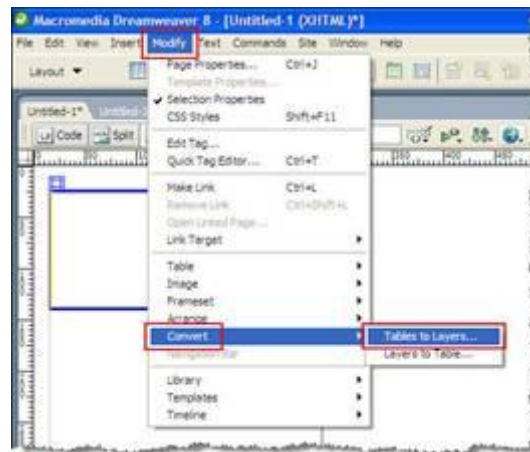 Macromedia Dreamweaver 8 - [Untitled-1 (XHTML)*]
File Edit View Insert Modify Text Commands Site Window Help
Layout
Page Properties... Ctrl+J
Template Properties...
Selection Properties
CSS Styles Shift+F11
Untitled-1*
Code Split
Edit Tag...
Quick Tag Editor... Ctrl+T
Make Link Ctrl+L
Remove Link Ctrl+Shift+L
Open Linked Page...
Link Target
Table
Image
Frameset
Arrange
Convert Tables to Layers...
Navigation Bar Layers to Table...
Library
Templates
Timeline